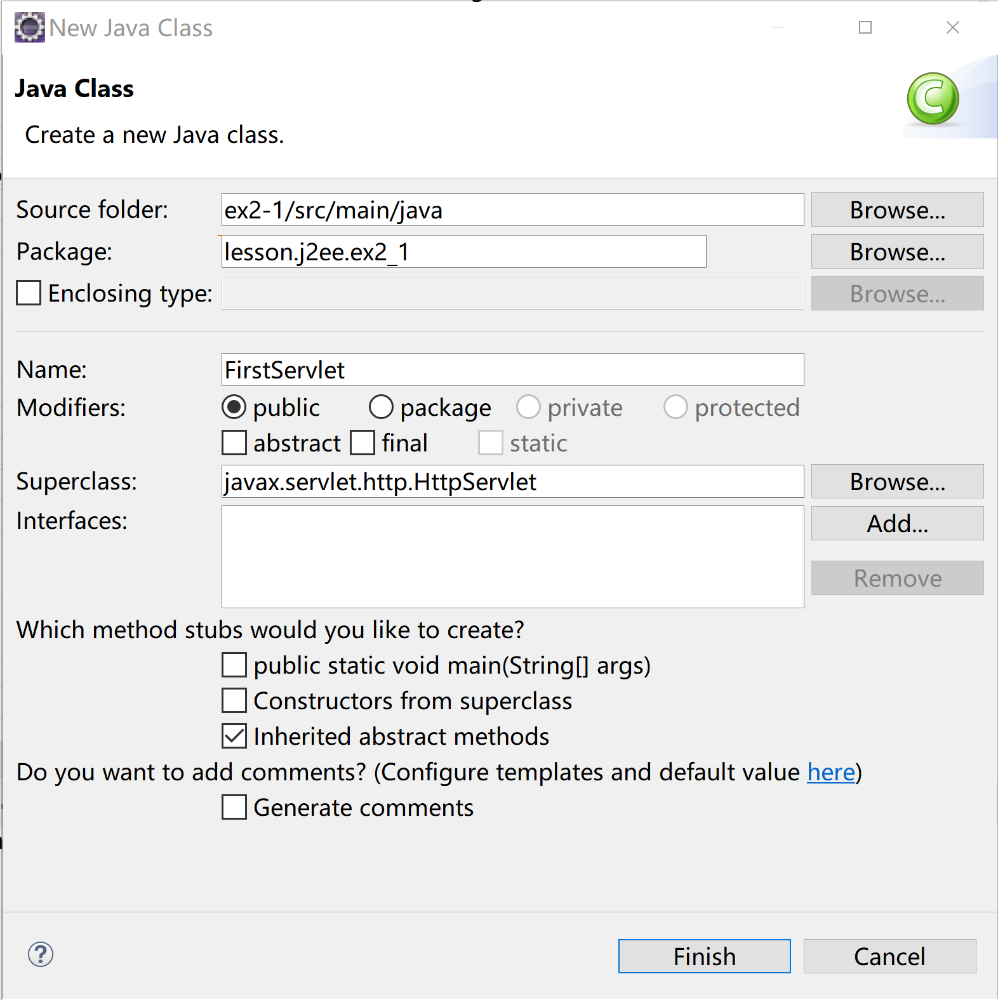 New Java Class
Java Class
Create a new Java class.
Source folder: ex2-1/src/main/java Browse...
Package: lesson.j2ee.ex2_1 Browse...
Enclosing type: Browse...
Name: FirstServlet
Modifiers: public package private protected
abstract final static
Superclass: javax.servlet.http.HttpServlet Browse...
Interfaces: Add...
Remove
Which method stubs would you like to create?
public static void main(String[] args)
Constructors from superclass
Inherited abstract methods
Do you want to add comments? (Configure templates and default value here)
Generate comments
Finish Cancel